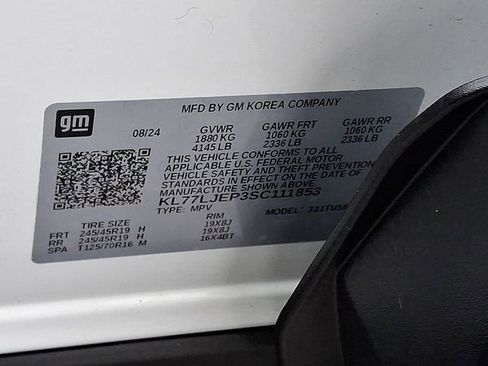 MFD BY GM KOREA COMPANY
gm
08/24 GVWR GAWR FRT GAWR RR
1880 KG 1060 KG 1060 KG
4145 LB 2336 LB 2336 LB
THIS VEHICLE CONFORMS TO ALL
APPLICABLE U.S. FEDERAL MOTOR
VEHICLE SAFETY AND THEFT PREVENTION
STANDARDS IN EFFECT ON THE DATE OF
MANUFACTURE SHOWN ABOVE.
KL77LJEP3SC111853
TYPE: MPV MODEL:
TIRE SIZE RIM
FRT 245/45R19 H 19X8J
RR 245/45R19 H 19X8J
SPA T125/70R16 M 16X4BT